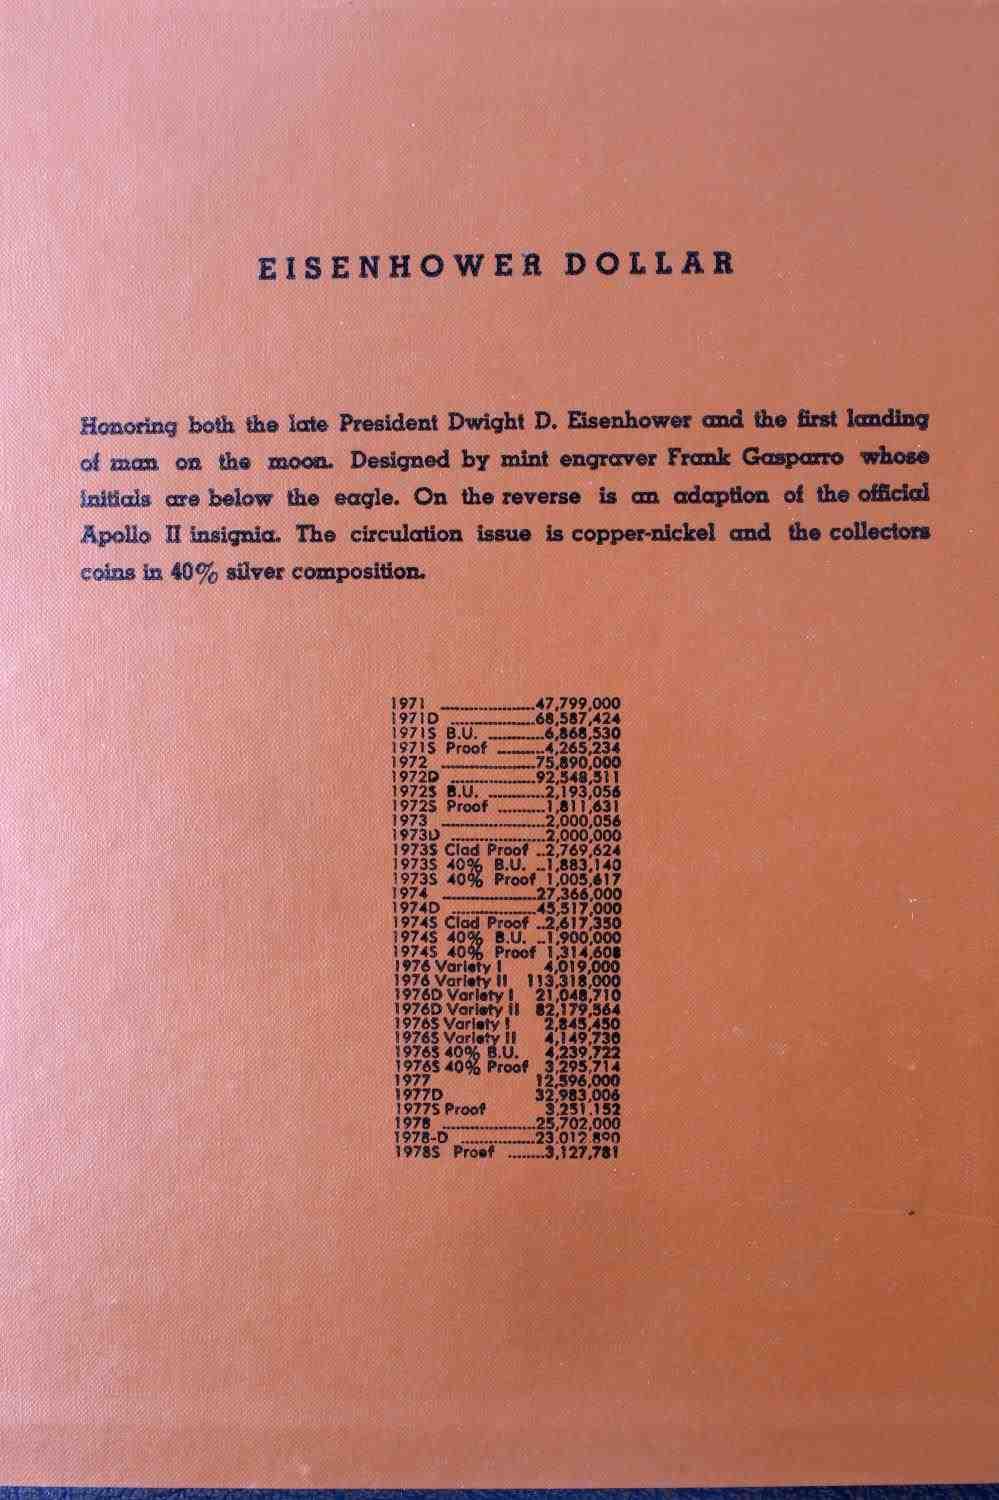 EISENHOWER DOLLAR
Honoring both the late President Dwight D. Eisenhower and the first landing
of man on the moon. Designed by mint engraver Frank Gasparro whose
initials are below the eagle. On the reverse is an adaption of the official
Apollo II insignia. The circulation issue is copper-nickel and the collectors
coins in 40% silver composition.
1971 ..................47,799,000
1971D ................68,587,424
1971S B.U. ...........6,868,530
1971S Proof .........4,265,234
1972 ..................75,890,000
1972D ................92,548,511
1972S B.U. ...........2,193,056
1972S Proof .........1,811,631
1973 ....................2,000,056
1973D ..................2,000,000
1973S Clad Proof ..2,769,624
1973S 40% B.U. ..1,883,140
1973S 40% Proof 1,005,617
1974 ..................27,366,000
1974D ................45,517,000
1974S Clad Proof ..2,617,350
1974S 40% B.U. ..1,900,000
1974S 40% Proof 1,314,608
1976 Variety I 4,019,000
1976 Variety II 113,318,000
1976D Variety I 21,048,710
1976D Variety II 82,179,564
1976S Variety I 2,845,450
1976S Variety II 4,149,730
1976S 40% B.U. 4,239,722
1976S 40% Proof 3,295,714
1977 12,596,000
1977D 32,983,006
1977S Proof 3,251,152
1978 ..................25,702,000
1978-D ..............23,012,890
1978S Proof ........3,127,781